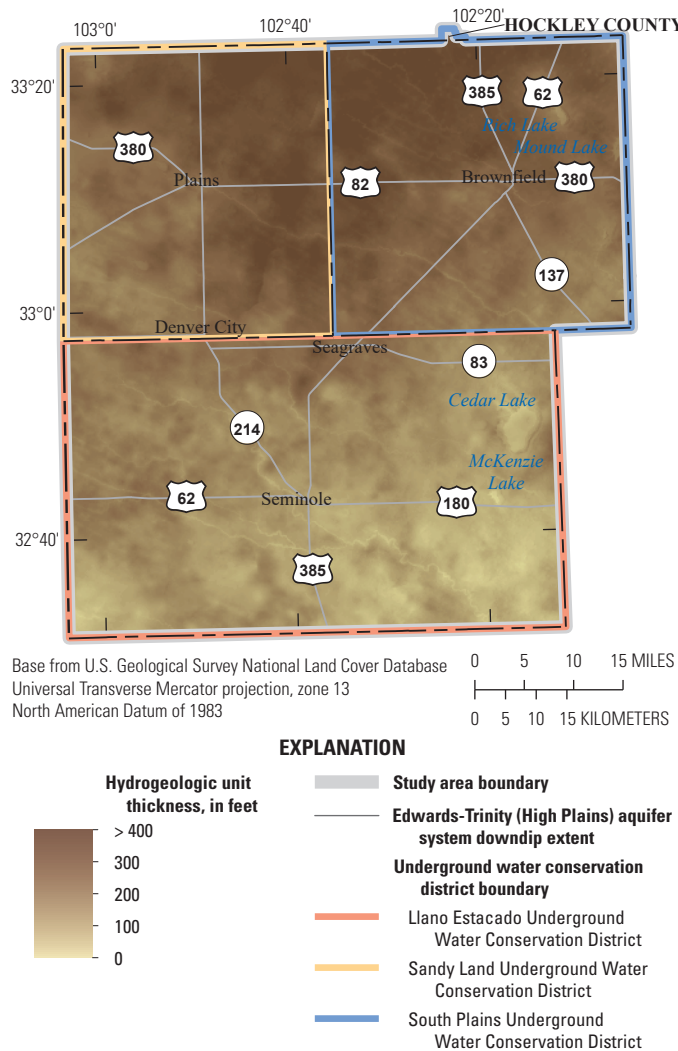 103°0'
102°40'
102°20'
HOCKLEY COUNTY
33°20'
385
62
Rich Lake
380
Mound Lake
Plains
82
Brownfield
380
137
33°0'
Denver City
Seagraves
83
Cedar Lake
214
McKenzie
Lake
62
Seminole
180
32°40'
385
Base from U.S. Geological Survey National Land Cover Database
Universal Transverse Mercator projection, zone 13
North American Datum of 1983
0 5 10 15 MILES
0 5 10 15 KILOMETERS
EXPLANATION
Hydrogeologic unit
thickness, in feet
> 400
300
200
100
0
Study area boundary
Edwards-Trinity (High Plains) aquifer
system downdip extent
Underground water conservation
district boundary
Llano Estacado Underground
Water Conservation District
Sandy Land Underground Water
Conservation District
South Plains Underground
Water Conservation District